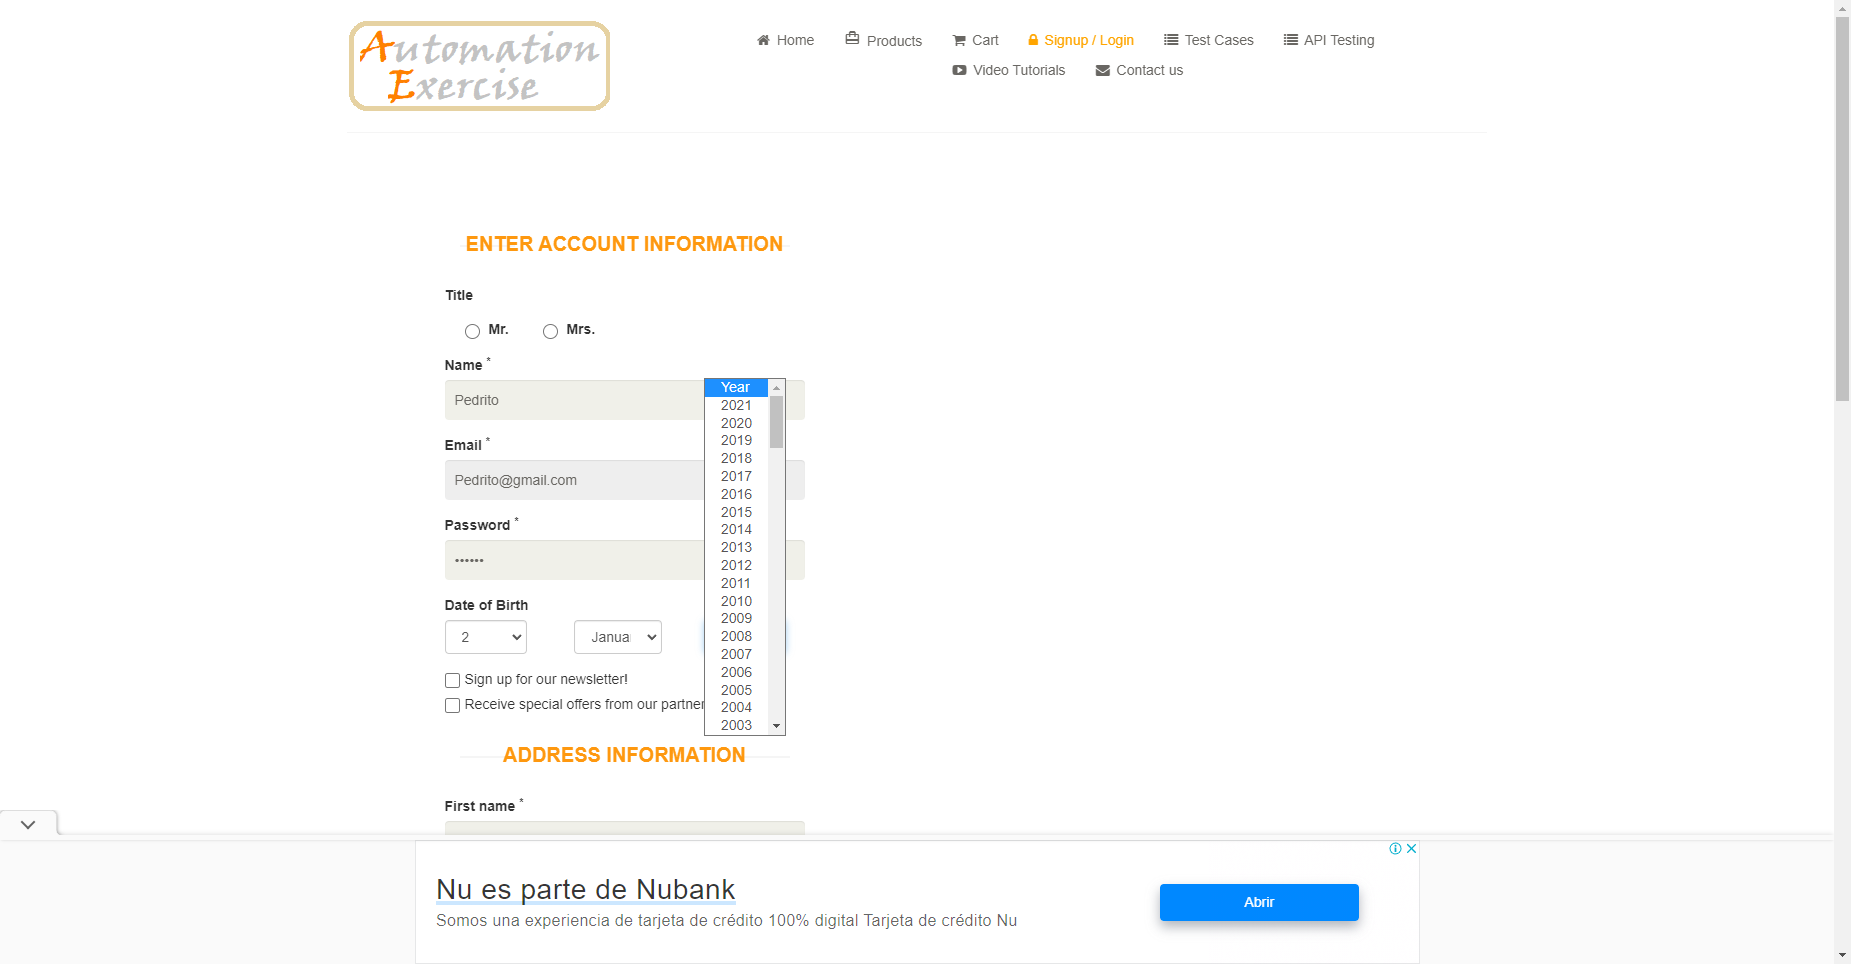 Automation
Exercise
Home
Products
Cart
Signup / Login
Test Cases
API Testing
Video Tutorials
Contact us
ENTER ACCOUNT INFORMATION
Title
Mr.
Mrs.
Name *
Pedrito
Email *
Pedrito@gmail.com
Password *
••••••
Date of Birth
2
Januar
Year
2021
2020
2019
2018
2017
2016
2015
2014
2013
2012
2011
2010
2009
2008
2007
2006
2005
2004
2003
Sign up for our newsletter!
Receive special offers from our partner
ADDRESS INFORMATION
First name *
Nu es parte de Nubank
Somos una experiencia de tarjeta de crédito 100% digital Tarjeta de crédito Nu
Abrir